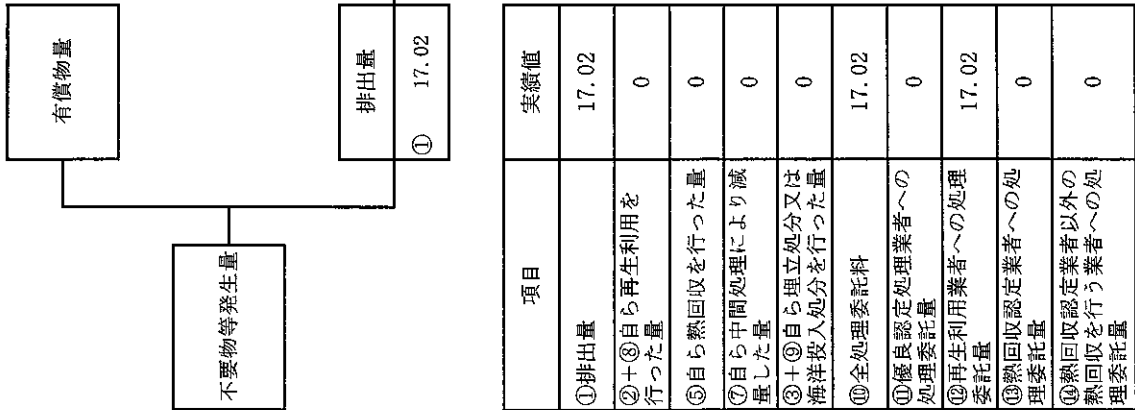 有償物量
不要物等発生量
排出量
① 17.02
項目 実績値
①排出量 17.02
②+⑧自ら再生利用を
行った量 0
⑤自ら熱回収を行った量 0
⑦自ら中間処理により減
量した量 0
③+⑨自ら埋立処分又は
海洋投入処分を行った量 0
⑩全処理委託料 17.02
⑪優良認定処理業者への
処理委託量 0
⑫再生利用業者への処理
委託量 17.02
⑬熱回収認定業者への処
理委託量 0
⑭熱回収認定業者以外の
熱回収を行う業者への処
理委託量 0